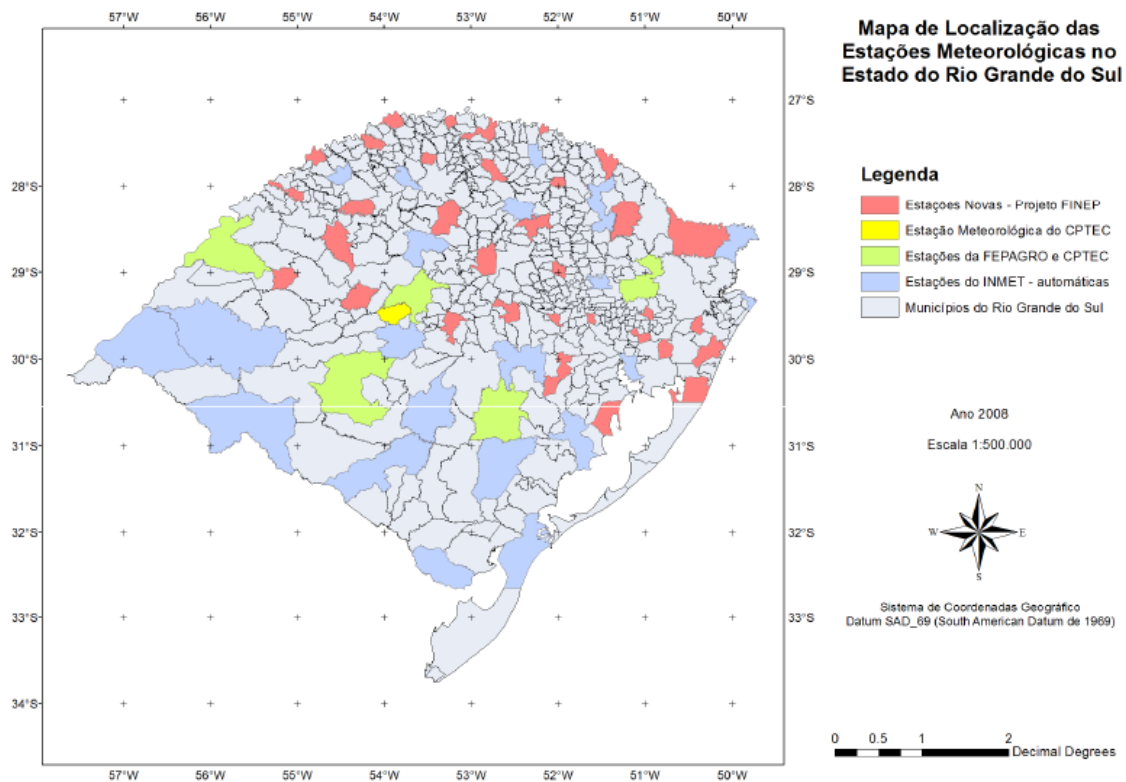 Mapa de Localização das
Estações Meteorológicas no
Estado do Rio Grande do Sul
57°W 56°W 55°W 54°W 53°W 52°W 51°W 50°W
27°S 27°S
28°S 28°S
29°S 29°S
30°S 30°S
31°S 31°S
32°S 32°S
33°S 33°S
34°S
57°W 56°W 55°W 54°W 53°W 52°W 51°W 50°W
Legenda
Estações Novas - Projeto FINEP
Estação Meteorológica do CPTEC
Estações da FEPAGRO e CPTEC
Estações do INMET - automáticas
Municípios do Rio Grande do Sul
Ano 2008
Escala 1:500.000
N
W E
S
Sistema de Coordenadas Geográfico
Datum SAD_69 (South American Datum de 1969)
0 0.5 1 2
Decimal Degrees